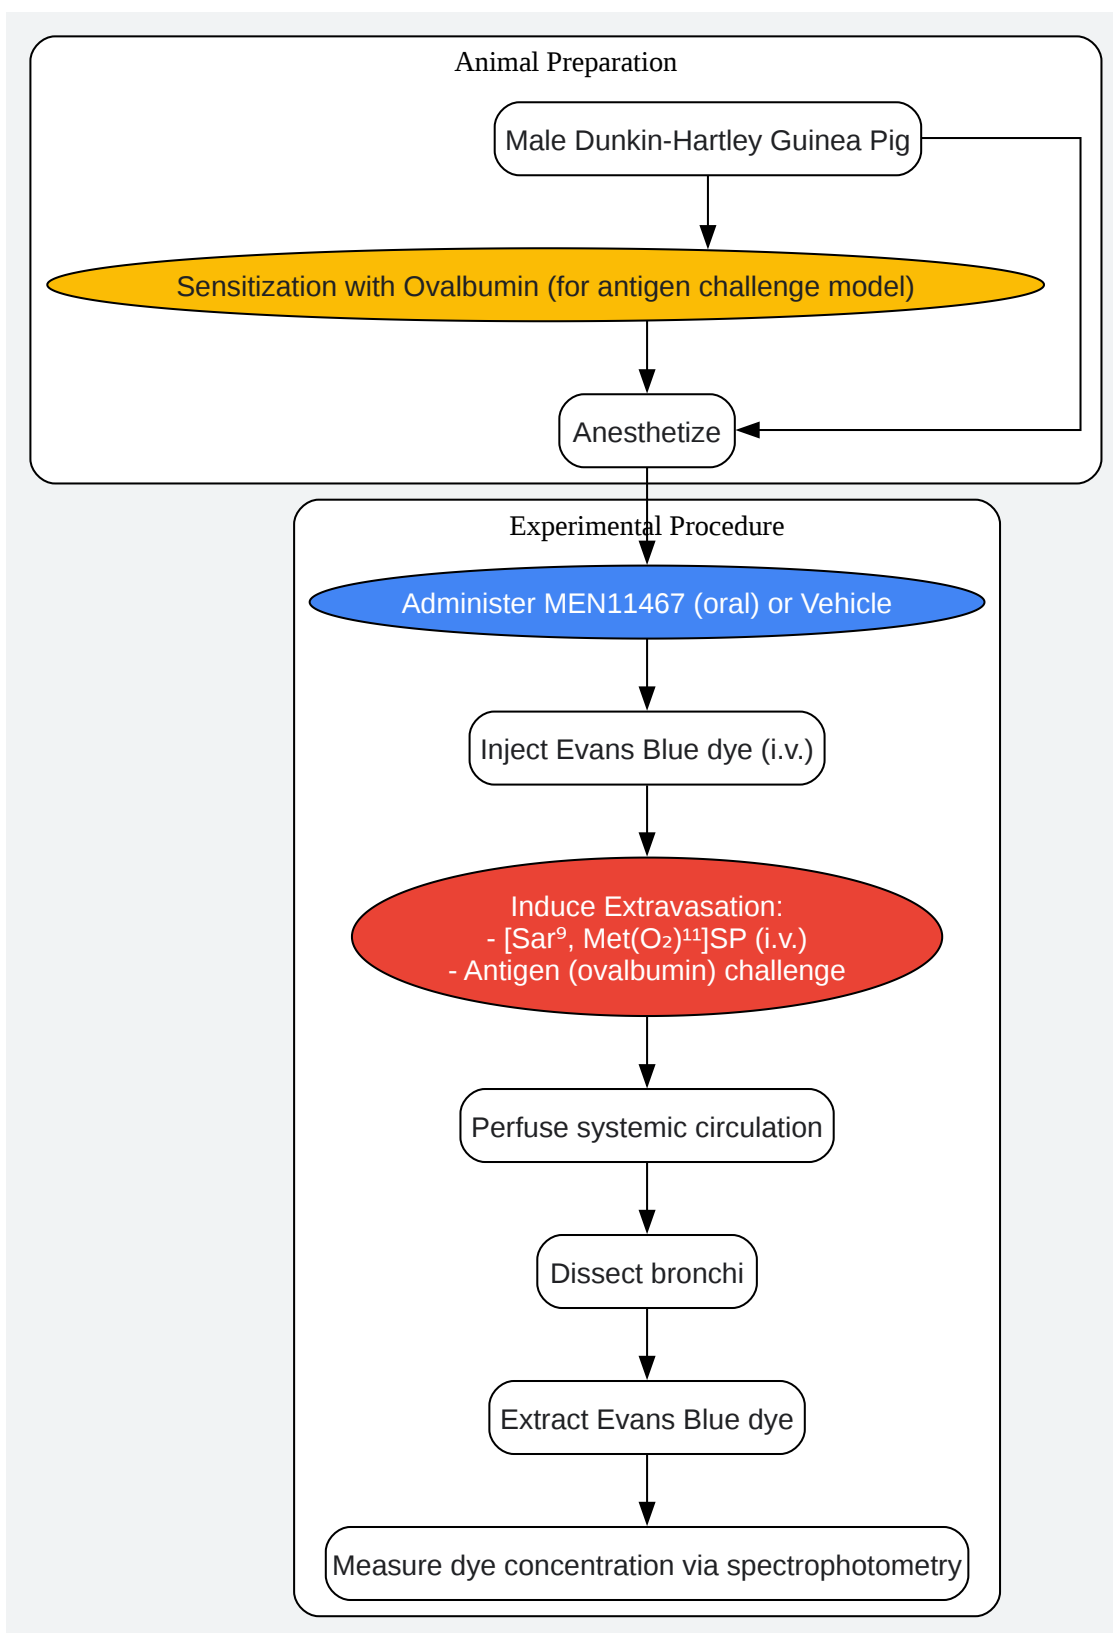 Animal Preparation
Male Dunkin-Hartley Guinea Pig
Sensitization with Ovalbumin (for antigen challenge model)
Anesthetize
Experimental Procedure
Administer MEN11467 (oral) or Vehicle
Inject Evans Blue dye (i.v.)
Induce Extravasation:
- [Sar⁹, Met(O₂)¹¹]SP (i.v.)
- Antigen (ovalbumin) challenge
Perfuse systemic circulation
Dissect bronchi
Extract Evans Blue dye
Measure dye concentration via spectrophotometry